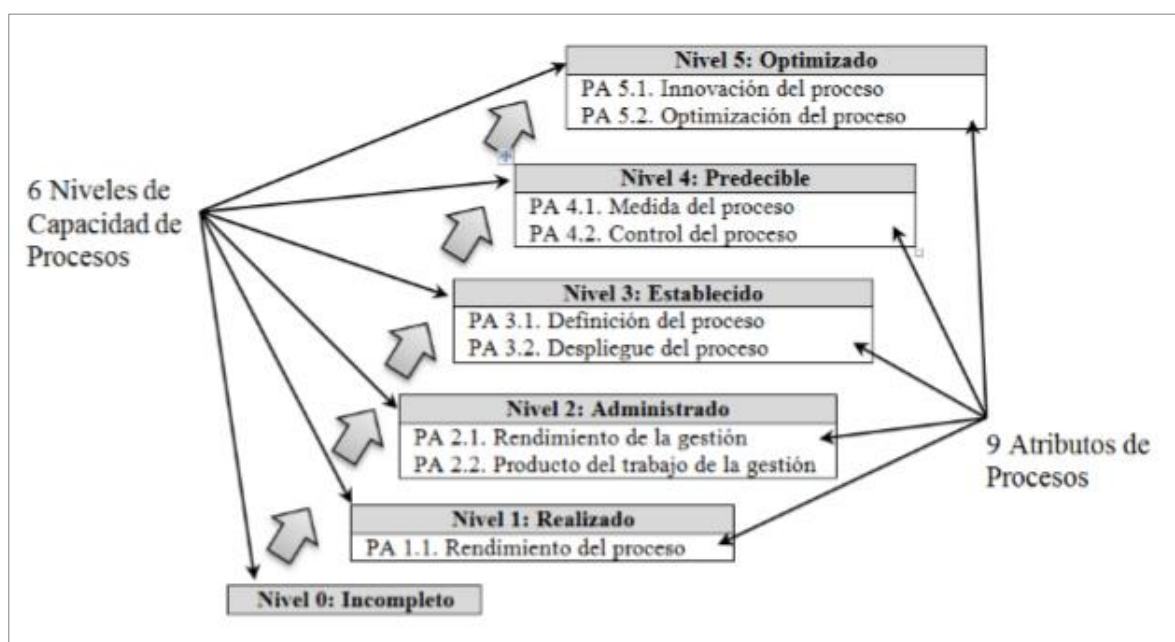 Nivel 5: Optimizado
PA 5.1. Innovación del proceso
PA 5.2. Optimización del proceso
6 Niveles de
Capacidad de
Procesos
Nivel 4: Predecible
PA 4.1. Medida del proceso
PA 4.2. Control del proceso
Nivel 3: Establecido
PA 3.1. Definición del proceso
PA 3.2. Despliegue del proceso
Nivel 2: Administrado
PA 2.1. Rendimiento de la gestión
PA 2.2. Producto del trabajo de la gestión
9 Atributos de
Procesos
Nivel 1: Realizado
PA 1.1. Rendimiento del proceso
Nivel 0: Incompleto